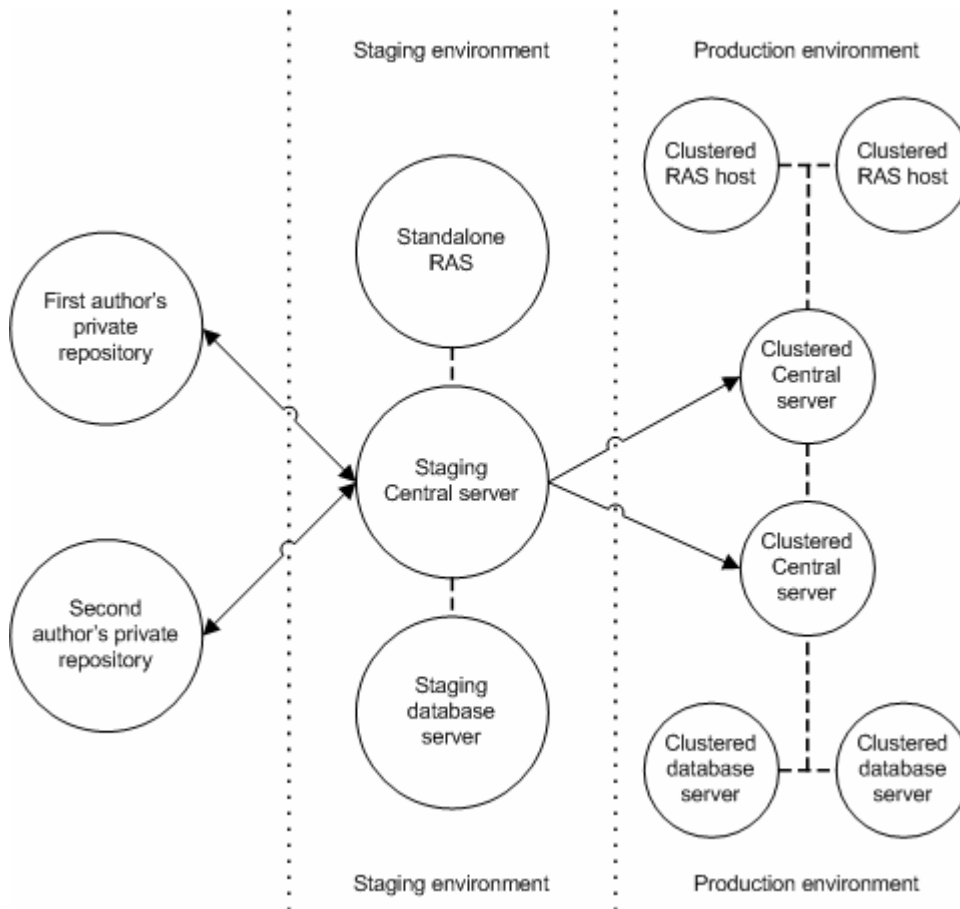 Staging environment
Production environment
Clustered
RAS host
Clustered
RAS host
Standalone
RAS
First author's
private
repository
Clustered
Central
server
Staging
Central server
Clustered
Central
server
Second
author's private
repository
Staging
database
server
Clustered
database
server
Clustered
database
server
Staging environment
Production environment